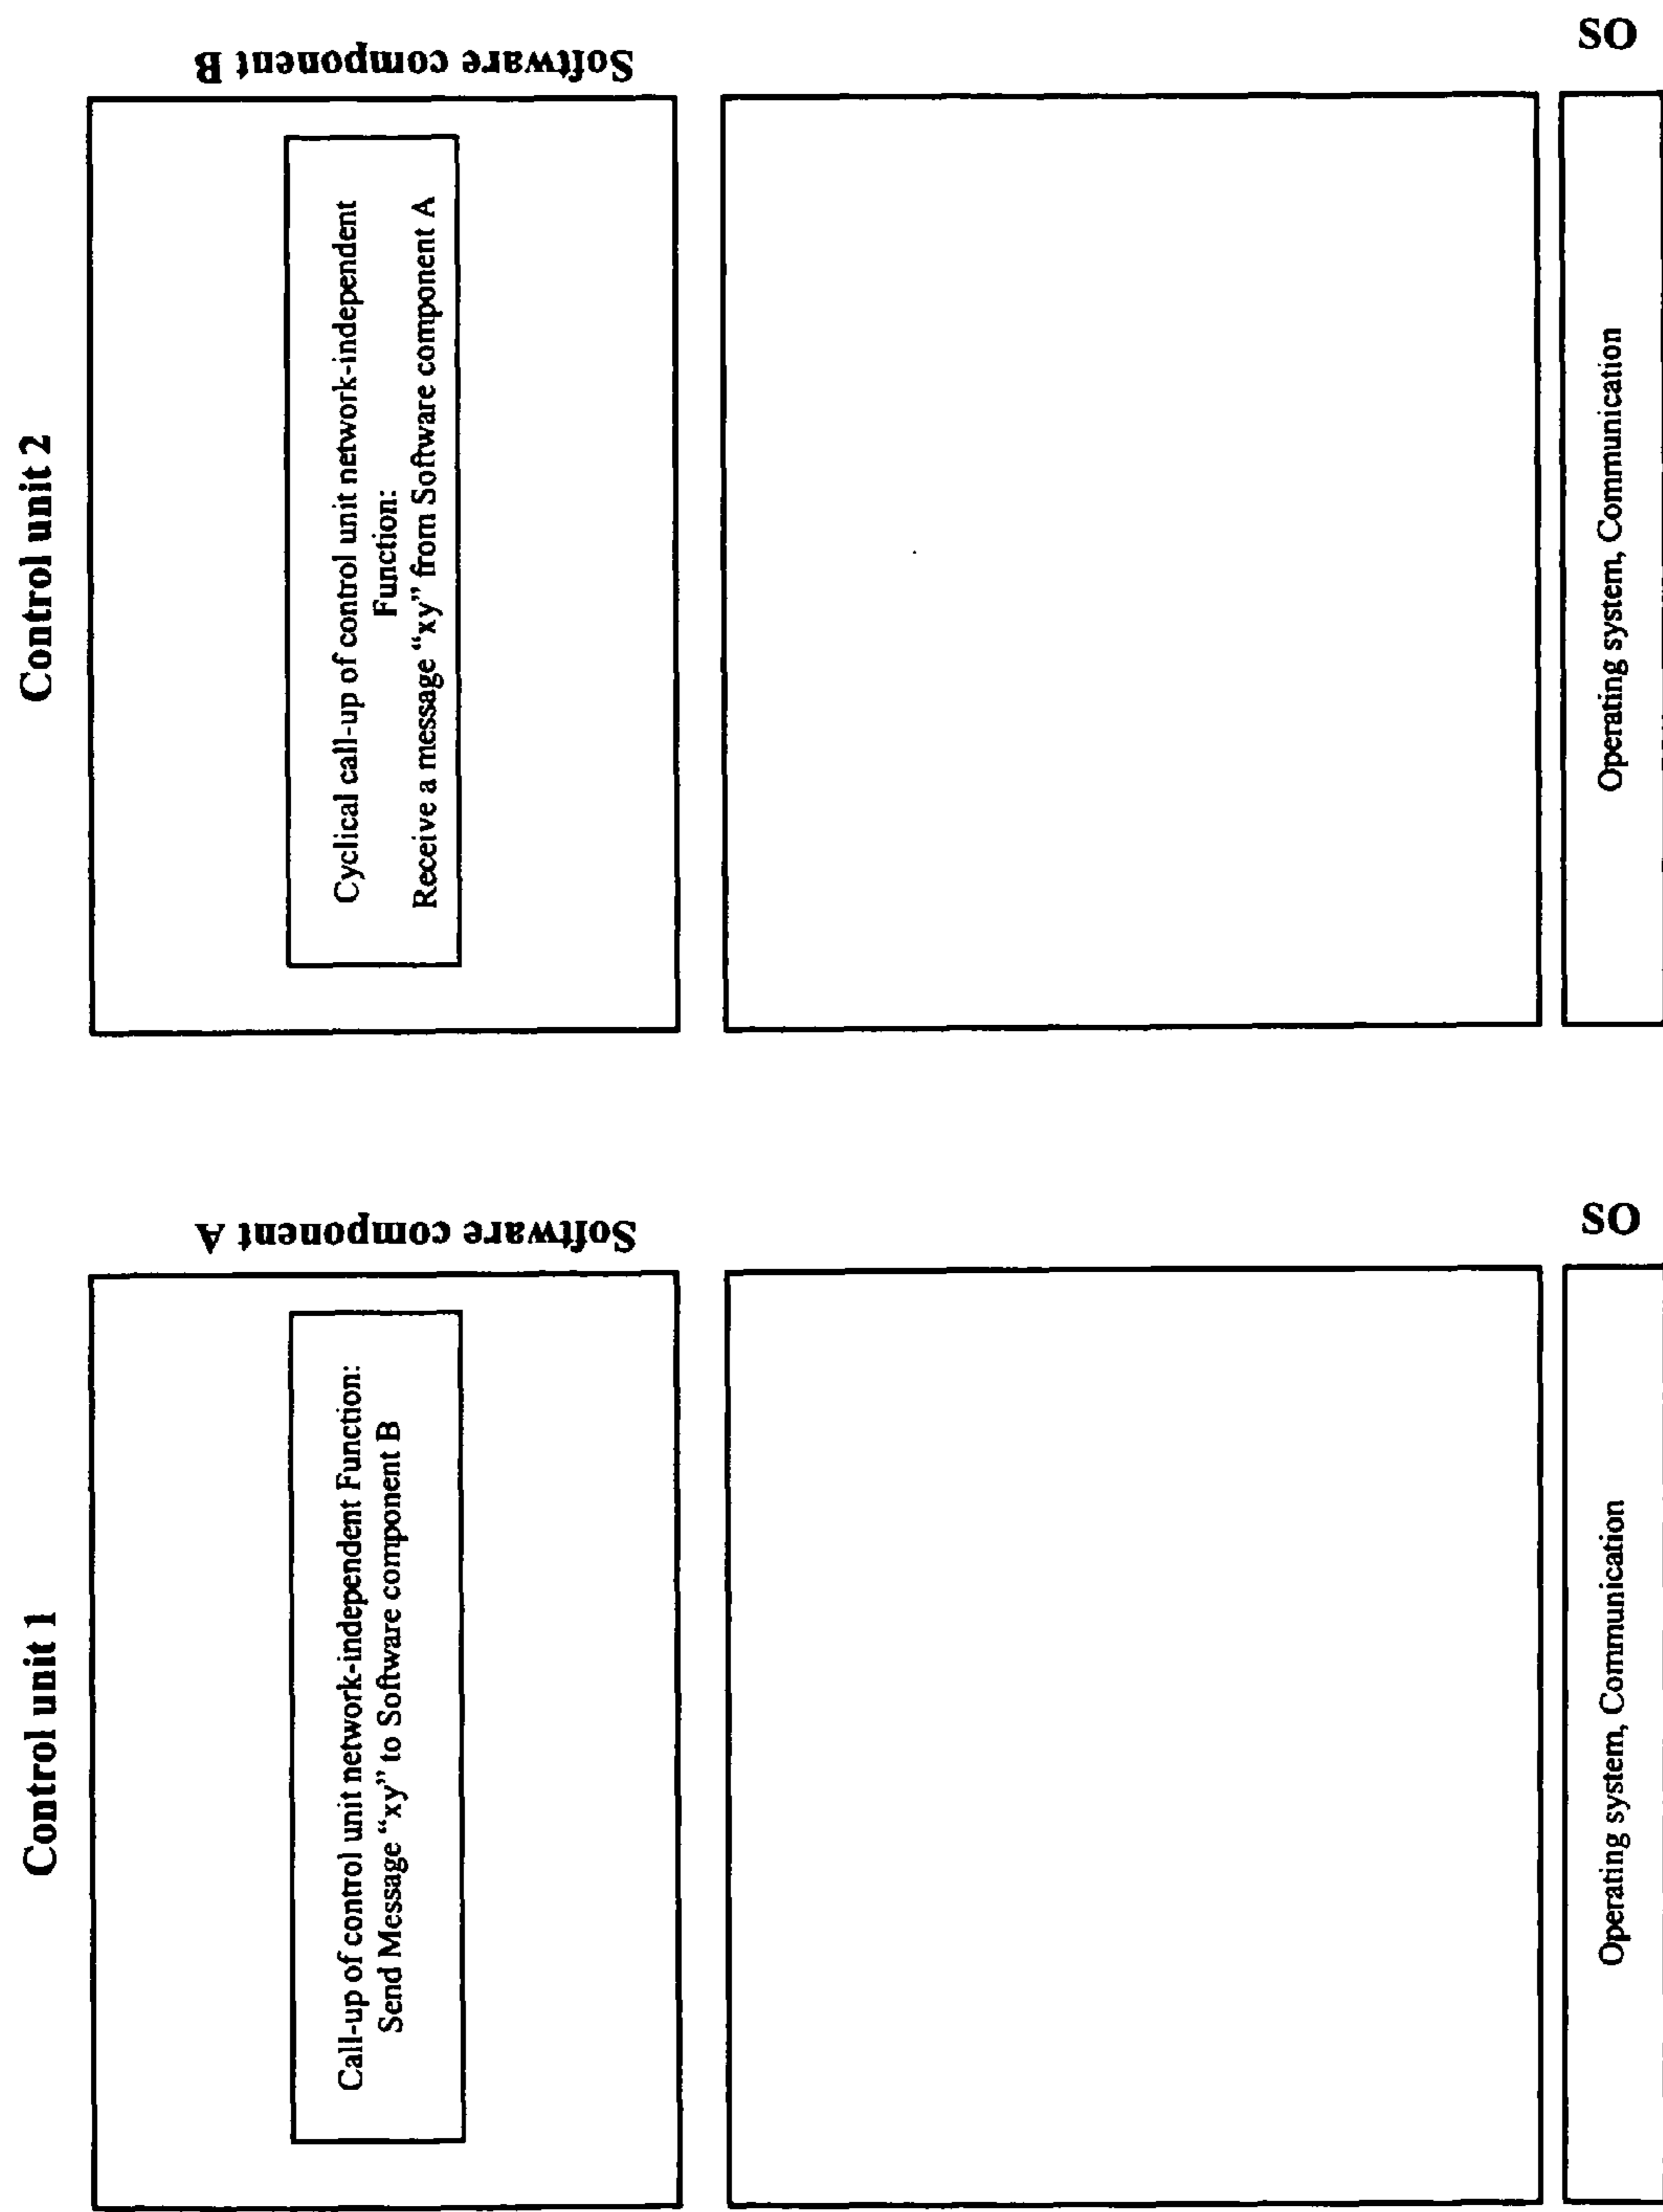 Control unit 1
Software component A
Call-up of control unit network-independent Function:
Send Message “xy” to Software component B
Operating system, Communication
OS
Control unit 2
Software component B
Cyclical call-up of control unit network-independent
Function:
Receive a message “xy” from Software component A
Operating system, Communication
OS